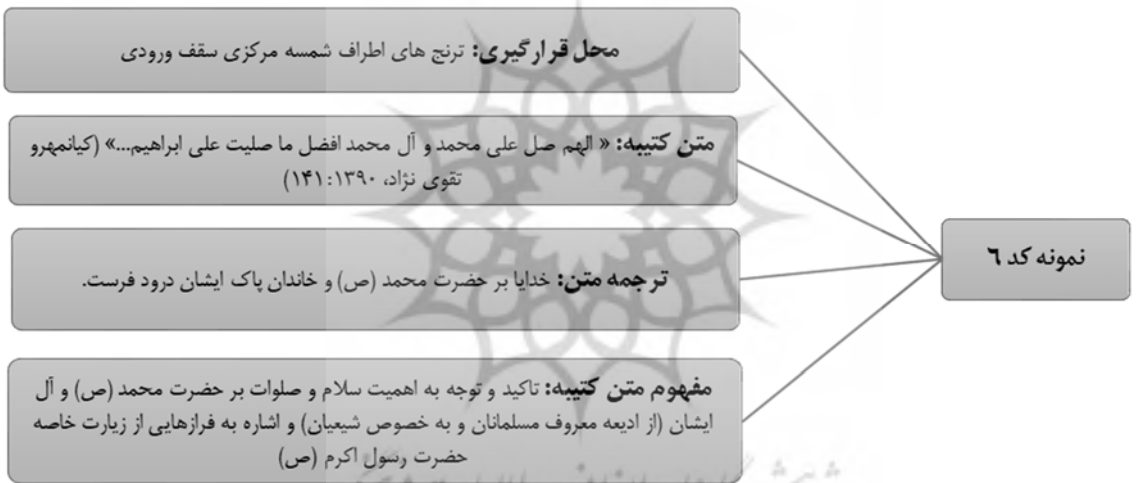 محل قرارگیری: ترنج های اطراف شمسه مرکزی سقف ورودی
متن کتیبه: « الهم صل علی محمد و آل محمد افضل ما صلیت علی ابراهیم...» (کیانمهرو
تقوی نژاد، ۱۳۹۰: ۱۴۱)
نمونه کد ٦
ترجمه متن: خدایا بر حضرت محمد (ص) و خاندان پاک ایشان درود فرست.
مفهوم متن کتیبه: تاکید و توجه به اهمیت سلام و صلوات بر حضرت محمد (ص) و آل
ایشان (از ادیعه معروف مسلمانان و به خصوص شیعیان) و اشاره به فرازهایی از زیارت خاصه
حضرت رسول اکرم (ص)